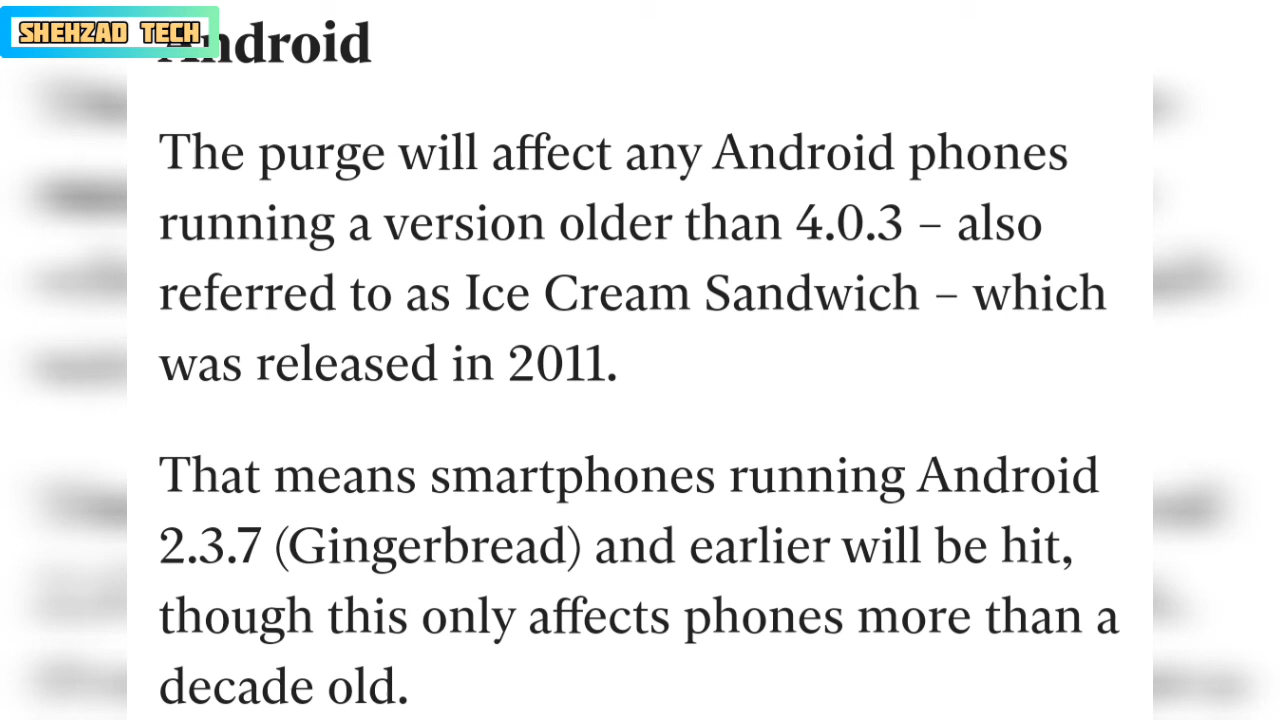 SHEHZAD TECH
Android
The purge will affect any Android phones
running a version older than 4.0.3 – also
referred to as Ice Cream Sandwich – which
was released in 2011.
That means smartphones running Android
2.3.7 (Gingerbread) and earlier will be hit,
though this only affects phones more than a
decade old.